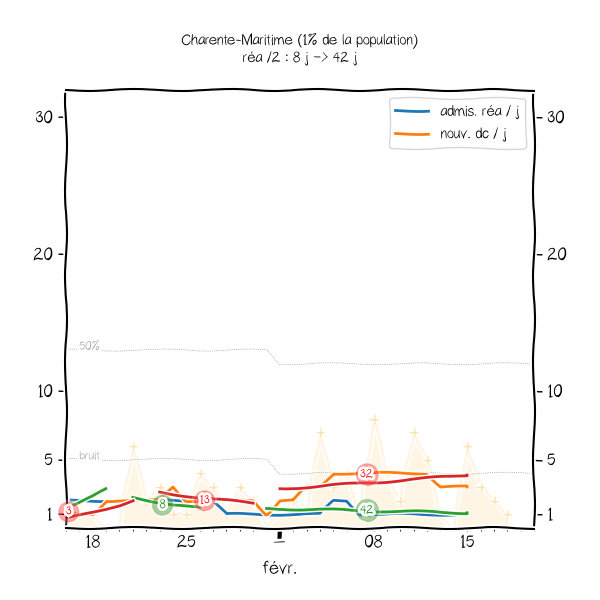 Charente-Maritime (1% de la population)
réa /2 : 8 j -> 42 j
admis. réa / j
nouv. dc / j
30 30
20 20
50%
10 10
bruit
5 5
3 8 13 32 42
1 1
18 25 1 08 15
févr.